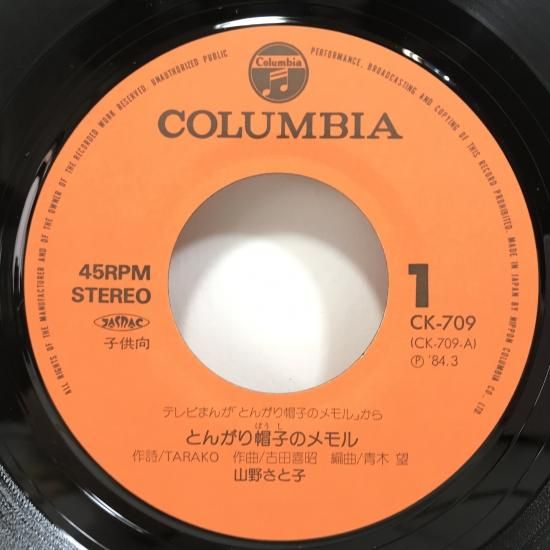 ALL RIGHTS OF THE MANUFACTURER AND OF THE OWNER OF THE RECORDED WORK RESERVED. UNAUTHORIZED PUBLIC PERFORMANCE, BROADCASTING AND COPYING OF THIS RECORD PROHIBITED. MADE IN JAPAN BY NIPPON COLUMBIA CO., LTD.
Columbia
COLUMBIA
45RPM
STEREO
JASRAC
子供向
1
CK-709
(CK-709-A)
Ⓟ '84.3
テレビまんが「とんがり帽子のメモル」から
ぼうし
とんがり帽子のメモル
作詩/TARAKO 作曲/古田喜昭 編曲/青木 望
山野さと子